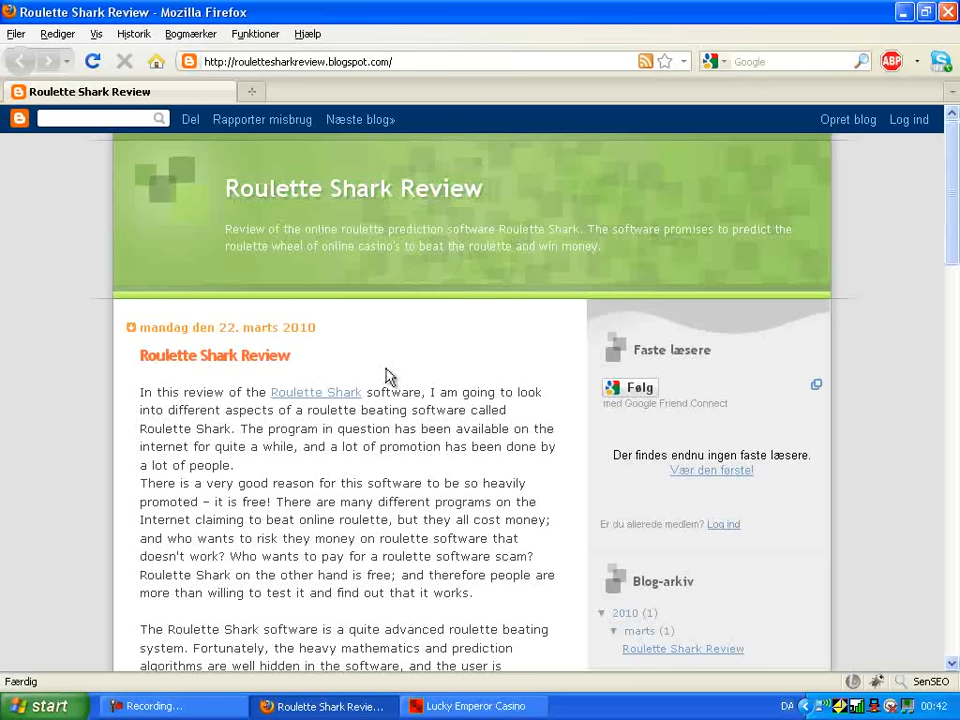 Roulette Shark Review - Mozilla Firefox
Filer Rediger Vis Historik Bogmærker Funktioner Hjælp
http://roulettesharkreview.blogspot.com/
Google
ABP
Roulette Shark Review
Del Rapporter misbrug Næste blog» Opret blog Log ind
Roulette Shark Review
Review of the online roulette prediction software Roulette Shark. The software promises to predict the
roulette wheel of online casino's to beat the roulette and win money.
mandag den 22. marts 2010
Roulette Shark Review
In this review of the Roulette Shark software, I am going to look
into different aspects of a roulette beating software called
Roulette Shark. The program in question has been available on the
internet for quite a while, and a lot of promotion has been done by
a lot of people.
There is a very good reason for this software to be so heavily
promoted – it is free! There are many different programs on the
Internet claiming to beat online roulette, but they all cost money;
and who wants to risk they money on roulette software that
doesn't work? Who wants to pay for a roulette software scam?
Roulette Shark on the other hand is free; and therefore people are
more than willing to test it and find out that it works.
The Roulette Shark software is a quite advanced roulette beating
system. Fortunately, the heavy mathematics and prediction
algorithms are well hidden in the software, and the user is
Faste læsere
Følg
med Google Friend Connect
Der findes endnu ingen faste læsere.
Vær den første!
Er du allerede medlem? Log ind
Blog-arkiv
▼ 2010 (1)
▼ marts (1)
Roulette Shark Review
Færdig
SenSEO
start
Recording...
Roulette Shark Revie...
Lucky Emperor Casino
DA
00:42